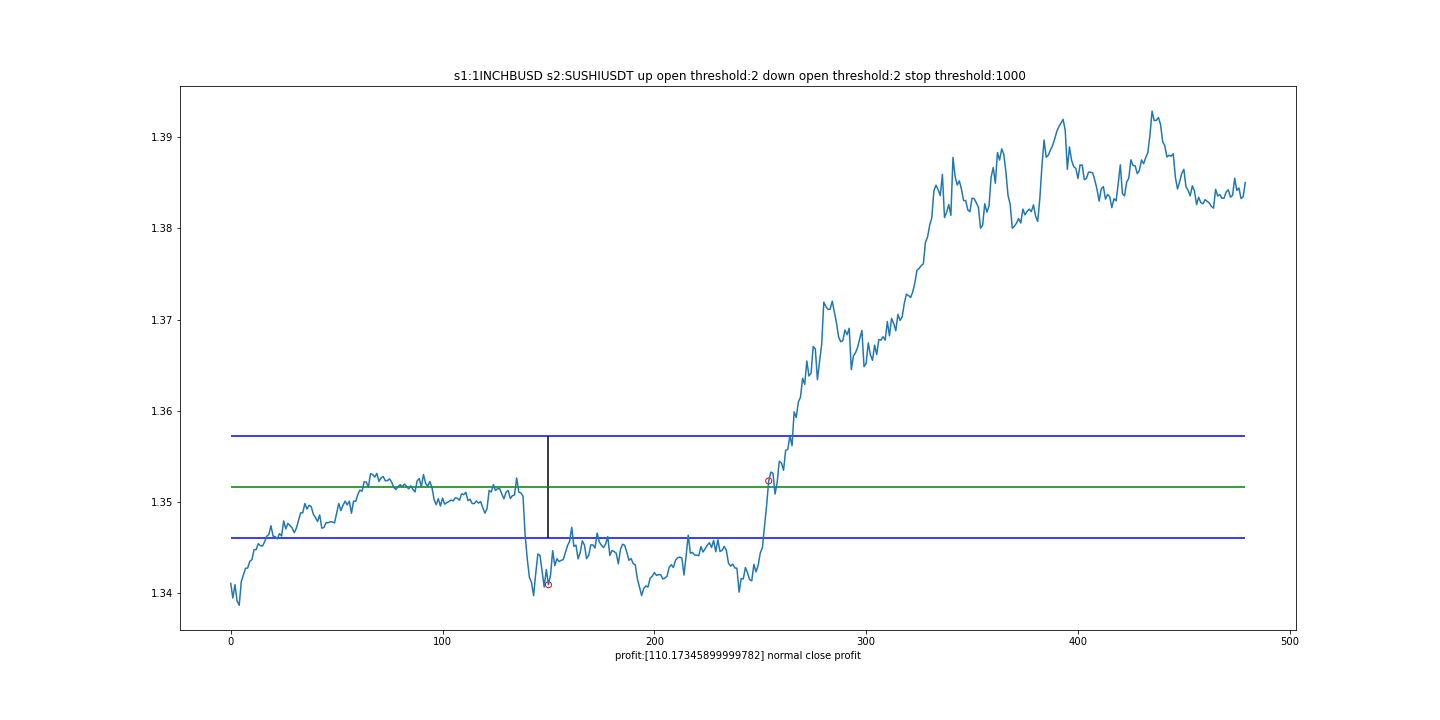 s1:1INCHBUSD s2:SUSHIUSDT up open threshold:2 down open threshold:2 stop threshold:1000
1.39
1.38
1.37
1.36
1.35
1.34
0 100 200 300 400 500
profit:[110.17345899999782] normal close profit